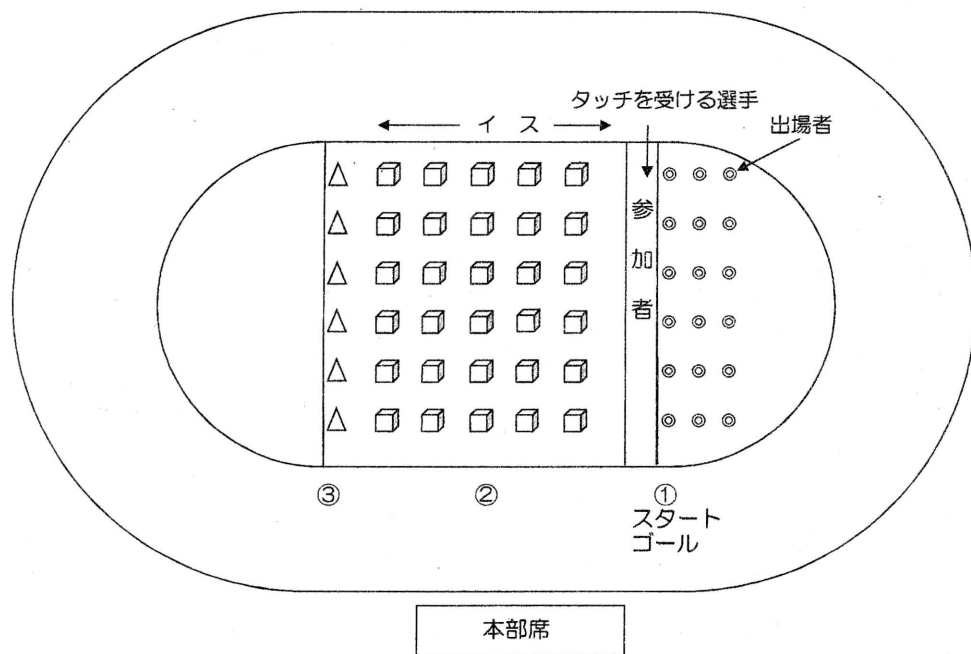 タッチを受ける選手
イ ス
出場者
参加者
③
②
①
スタート
ゴール
本部席